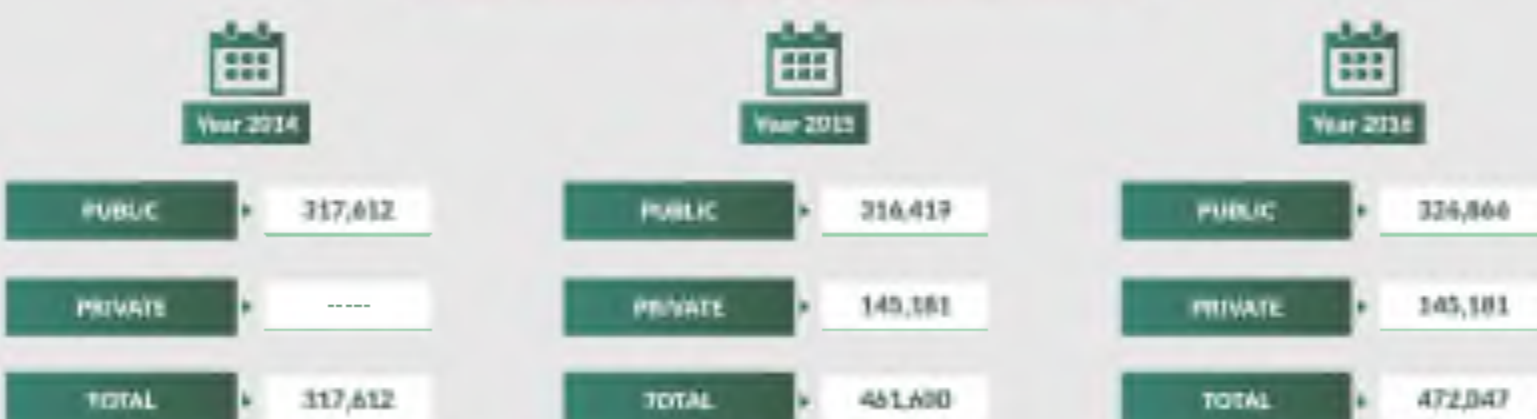 Year 2014
Year 2015
Year 2016
PUBLIC 317,612
PUBLIC 316,419
PUBLIC 326,866
PRIVATE -----
PRIVATE 145,181
PRIVATE 145,181
TOTAL 317,612
TOTAL 461,600
TOTAL 472,047